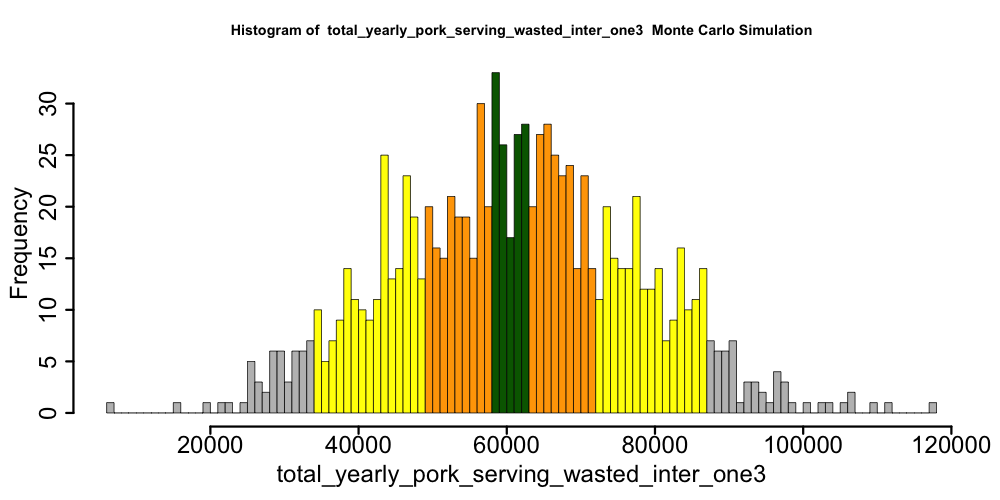 Histogram of  total_yearly_pork_serving_wasted_inter_one3  Monte Carlo Simulation
Frequency
30
25
20
15
10
5
0
20000 40000 60000 80000 100000 120000
total_yearly_pork_serving_wasted_inter_one3